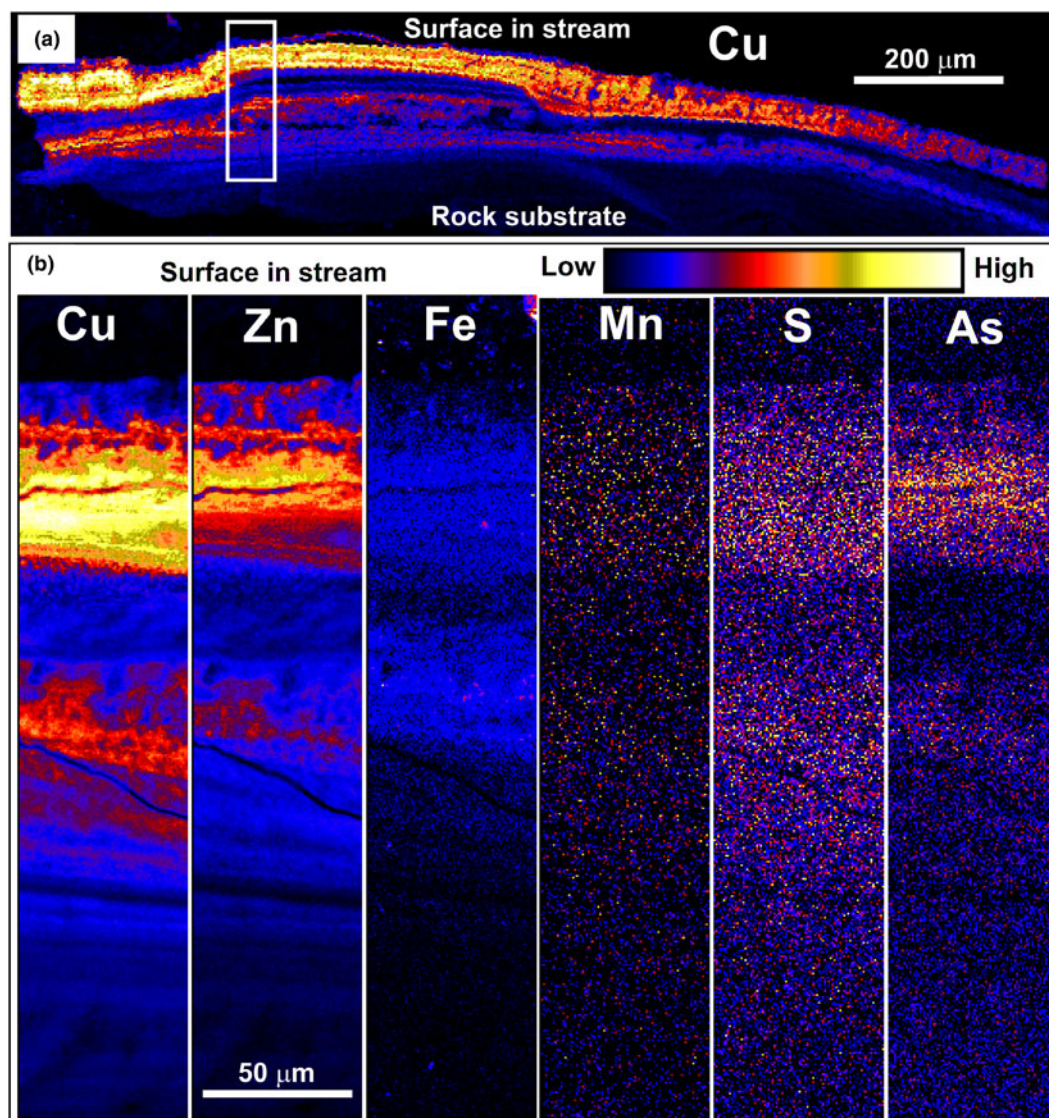 (a)
Surface in stream
Cu
200 μm
Rock substrate
(b)
Surface in stream
Low
High
Cu
Zn
Fe
Mn
S
As
50 μm